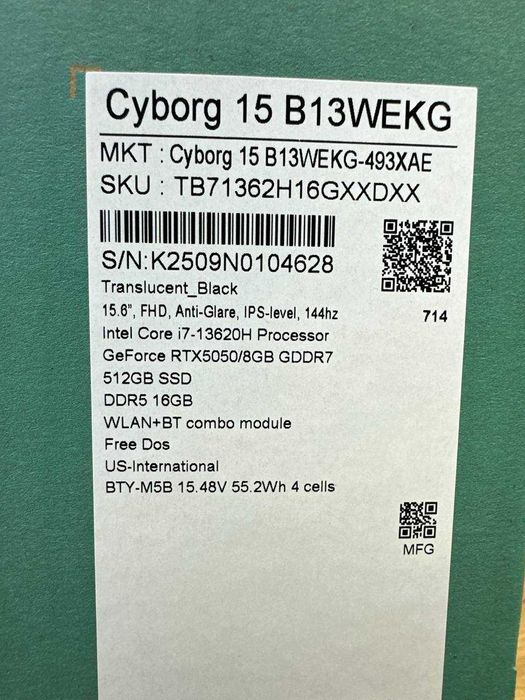 Cyborg 15 B13WEKG
MKT : Cyborg 15 B13WEKG-493XAE
SKU : TB71362H16GXXDXX
S/N:K2509N0104628
Translucent_Black
15.6", FHD, Anti-Glare, IPS-level, 144hz
714
Intel Core i7-13620H Processor
GeForce RTX5050/8GB GDDR7
512GB SSD
DDR5 16GB
WLAN+BT combo module
Free Dos
US-International
BTY-M5B 15.48V 55.2Wh 4 cells
MFG